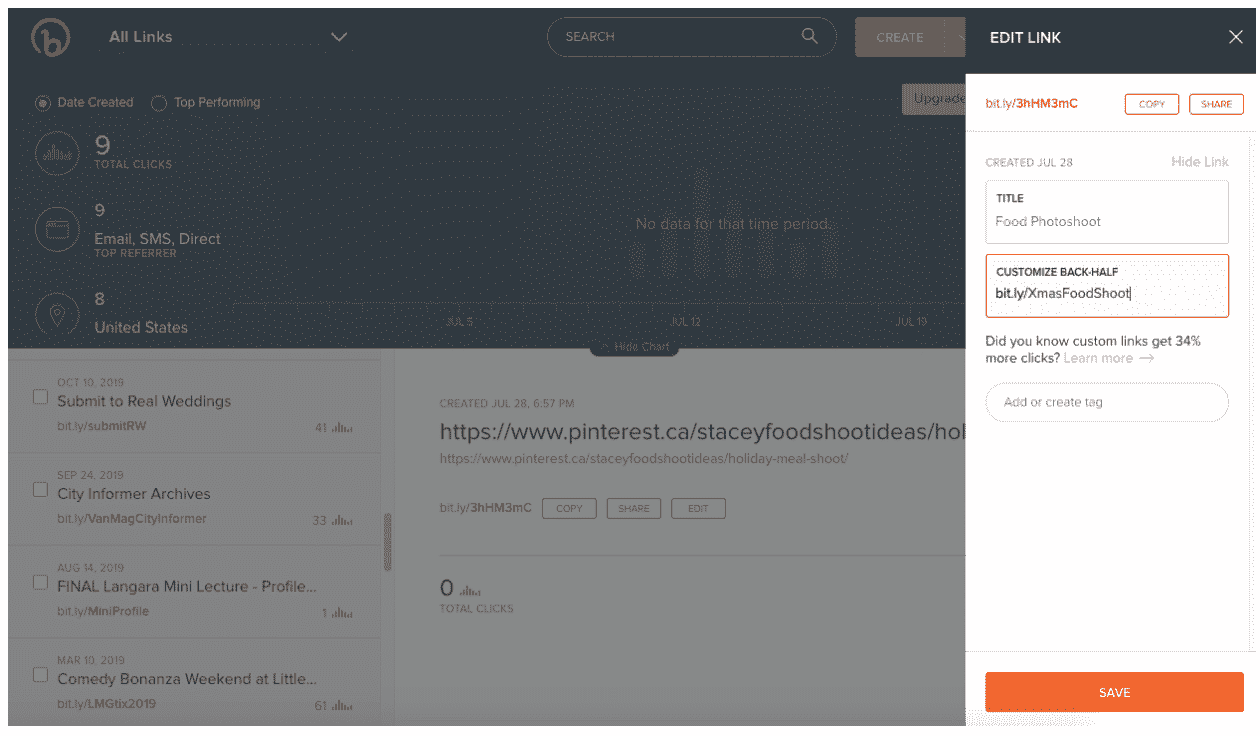 All Links
SEARCH
CREATE
Date Created
Top Performing
Upgrade
9
TOTAL CLICKS
9
Email, SMS, Direct
TOP REFERRER
8
United States
No data for that time period.
JUL 5
JUL 12
JUL 19
Hide Chart
OCT 10, 2019
Submit to Real Weddings
bit.ly/submitRW
41
SEP 24, 2019
City Informer Archives
bit.ly/VanMagCityInformer
33
AUG 14, 2019
FINAL Langara Mini Lecture - Profile...
bit.ly/MiniProfile
1
MAR 10, 2019
Comedy Bonanza Weekend at Little...
bit.ly/LMGtix2019
61
CREATED JUL 28, 6:57 PM
https://www.pinterest.ca/staceyfoodshootideas/hol
https://www.pinterest.ca/staceyfoodshootideas/holiday-meal-shoot/
bit.ly/3hHM3mC
COPY
SHARE
EDIT
0
TOTAL CLICKS
EDIT LINK
bit.ly/3hHM3mC
COPY
SHARE
CREATED JUL 28
Hide Link
TITLE
Food Photoshoot
CUSTOMIZE BACK-HALF
bit.ly/XmasFoodShoot
Did you know custom links get 34%
more clicks? Learn more →
Add or create tag
SAVE